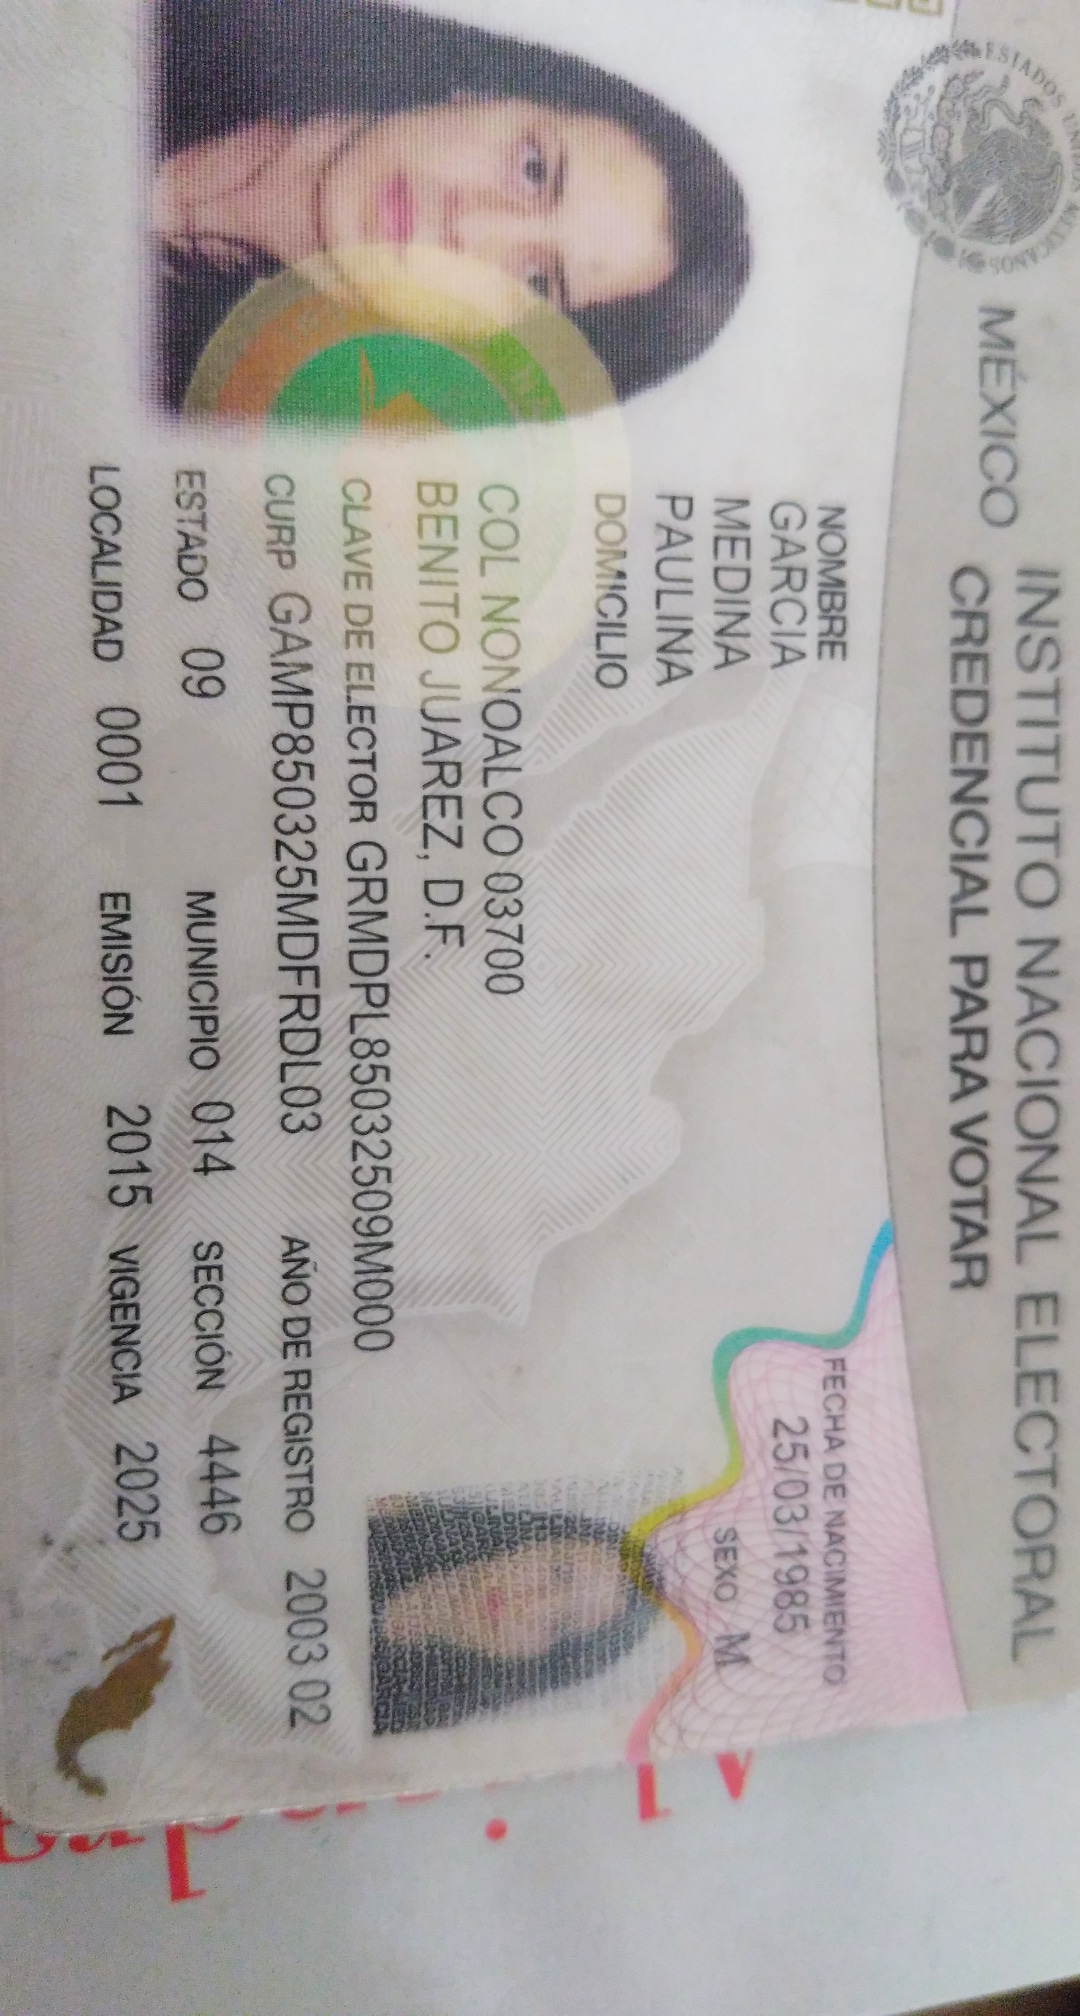 ESTADOS UNIDOS MEXICANOS
INSTITUTO NACIONAL ELECTORAL
MÉXICO CREDENCIAL PARA VOTAR
NOMBRE
GARCIA
MEDINA
PAULINA
FECHA DE NACIMIENTO
25/03/1985
SEXO M
DOMICILIO
COL NONOALCO 03700
BENITO JUAREZ, D.F.
CLAVE DE ELECTOR GRMDPL85032509M000
CURP GAMP850325MDFRDL03 AÑO DE REGISTRO 2003 02
ESTADO 09 MUNICIPIO 014 SECCIÓN 4446
LOCALIDAD 0001 EMISIÓN 2015 VIGENCIA 2025